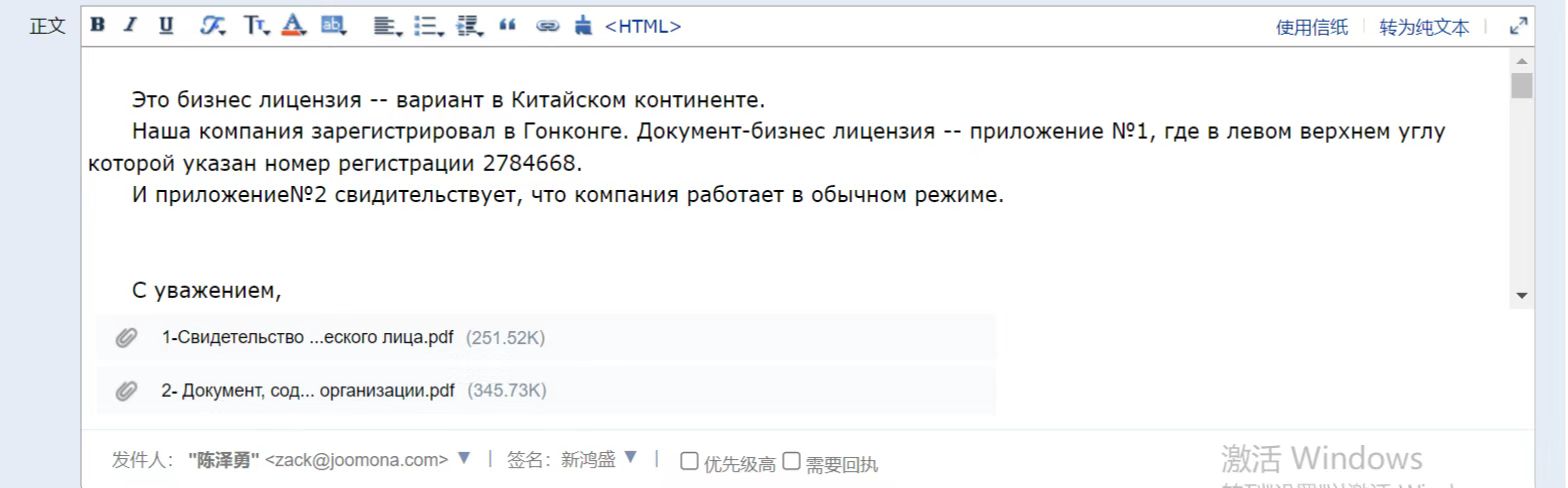 正文 B I U <HTML> 使用信纸 转为纯文本
Это бизнес лицензия -- вариант в Китайском континенте.
Наша компания зарегистрировал в Гонконге. Документ-бизнес лицензия -- приложение №1, где в левом верхнем углу
которой указан номер регистрации 2784668.
И приложение№2 свидительствует, что компания работает в обычном режиме.
С уважением,
1-Свидетельство ...еского лица.pdf (251.52K)
2- Документ, сод... организации.pdf (345.73K)
发件人： "陈泽勇" <zack@joomona.com> 签名：新鸿盛 优先级高 需要回执
激活 Windows